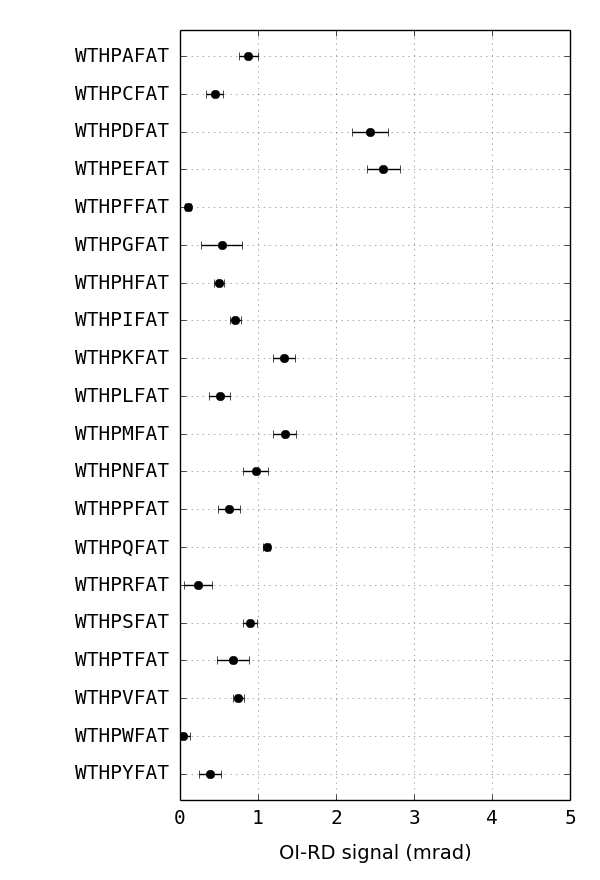 WTHPAFAT
WTHPCFAT
WTHPDFAT
WTHPEFAT
WTHPFFAT
WTHPGFAT
WTHPHFAT
WTHPIFAT
WTHPKFAT
WTHPLFAT
WTHPMFAT
WTHPNFAT
WTHPPFAT
WTHPQFAT
WTHPRFAT
WTHPSFAT
WTHPTFAT
WTHPVFAT
WTHPWFAT
WTHPYFAT
0 1 2 3 4 5
OI-RD signal (mrad)